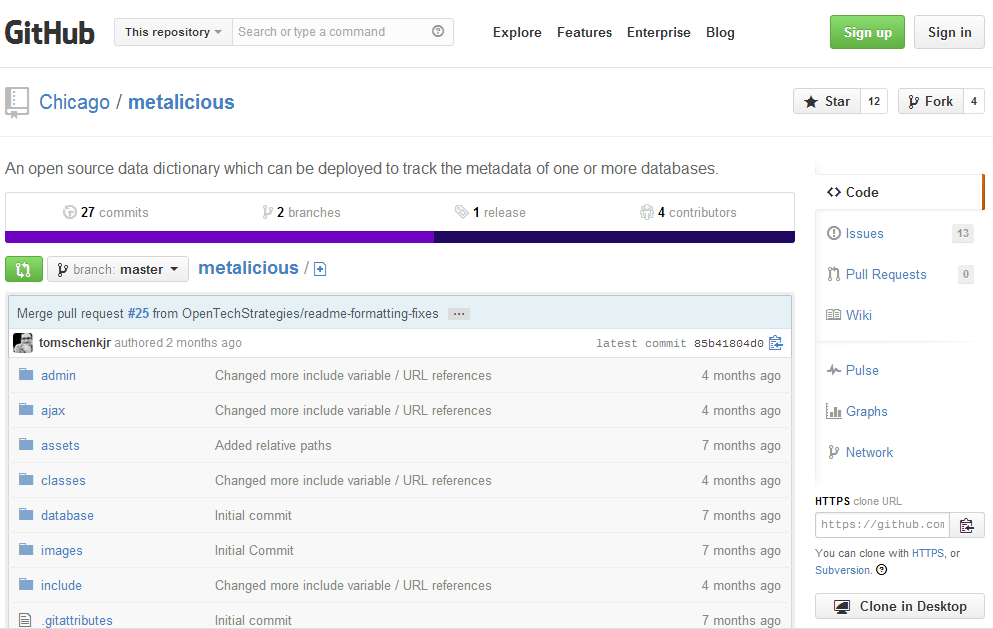 GitHub This repository Search or type a command Explore Features Enterprise Blog Sign up Sign in
Chicago / metalicious Star 12 Fork 4
An open source data dictionary which can be deployed to track the metadata of one or more databases.
27 commits 2 branches 1 release 4 contributors
branch: master metalicious /
Merge pull request #25 from OpenTechStrategies/readme-formatting-fixes ...
tomschenkjr authored 2 months ago latest commit 85b41804d0
admin Changed more include variable / URL references 4 months ago
ajax Changed more include variable / URL references 4 months ago
assets Added relative paths 7 months ago
classes Changed more include variable / URL references 4 months ago
database Initial commit 7 months ago
images Initial Commit 7 months ago
include Changed more include variable / URL references 4 months ago
.gitattributes Initial commit 7 months ago
Code
Issues 13
Pull Requests 0
Wiki
Pulse
Graphs
Network
HTTPS clone URL
https://github.com
You can clone with HTTPS, or
Subversion.
Clone in Desktop